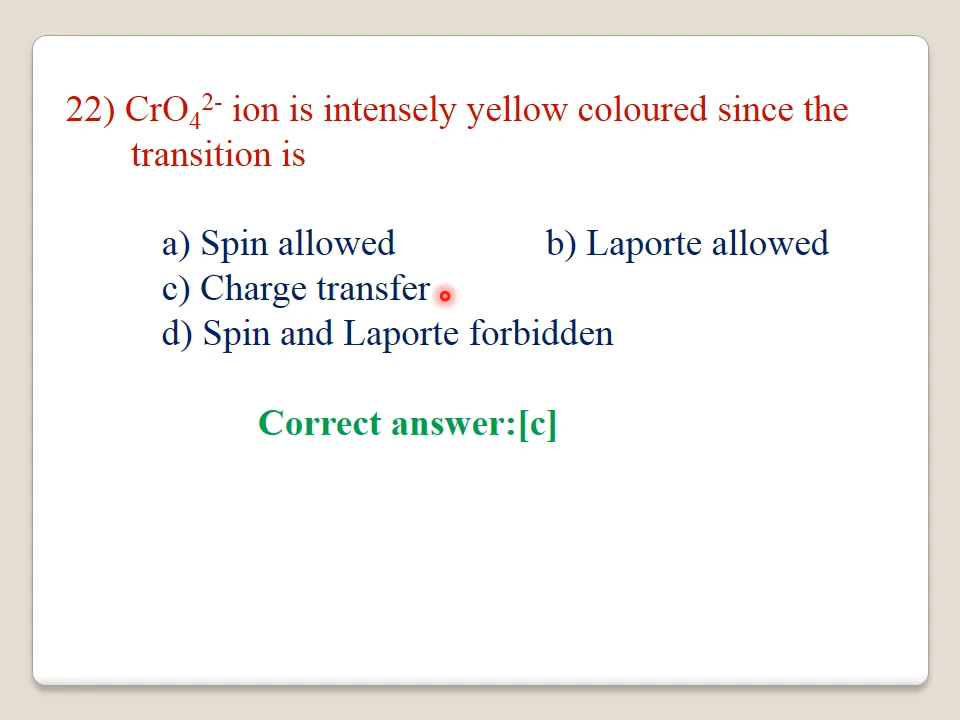 22) CrO₄²⁻ ion is intensely yellow coloured since the
transition is
a) Spin allowed b) Laporte allowed
c) Charge transfer
d) Spin and Laporte forbidden
Correct answer:[c]